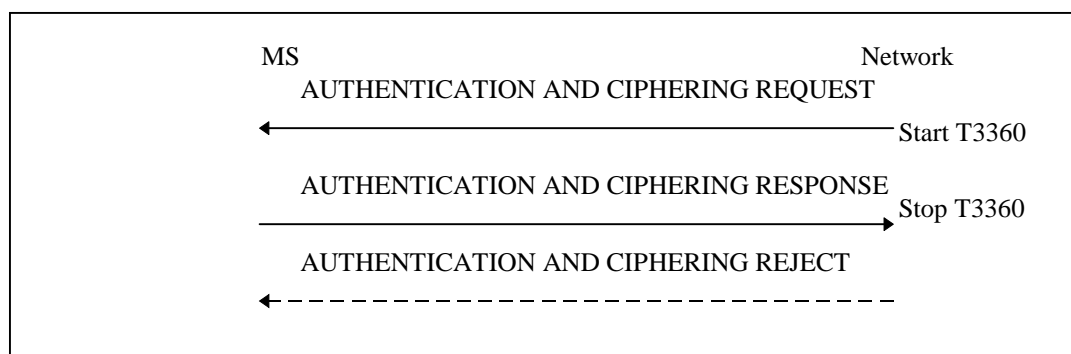 MS Network
AUTHENTICATION AND CIPHERING REQUEST
Start T3360
AUTHENTICATION AND CIPHERING RESPONSE
Stop T3360
AUTHENTICATION AND CIPHERING REJECT